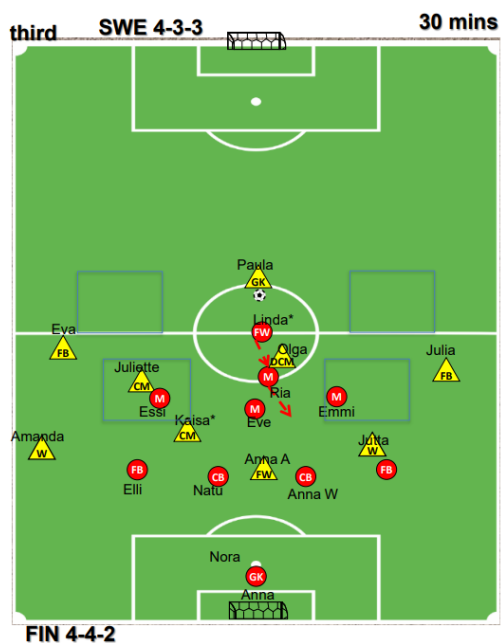 third SWE 4-3-3 30 mins
Paula
GK
Linda*
FW
Eva
FB
Olga
DCM
Julia
FB
Juliette
CM
M
Ria
M
Essi
M
Emmi
M
Eve
Kaisa*
CM
Amanda
W
Jutta
W
Anna A
FW
FB
Elli
CB
Natu
CB
Anna W
FB
Nora
GK
Anna
FIN 4-4-2